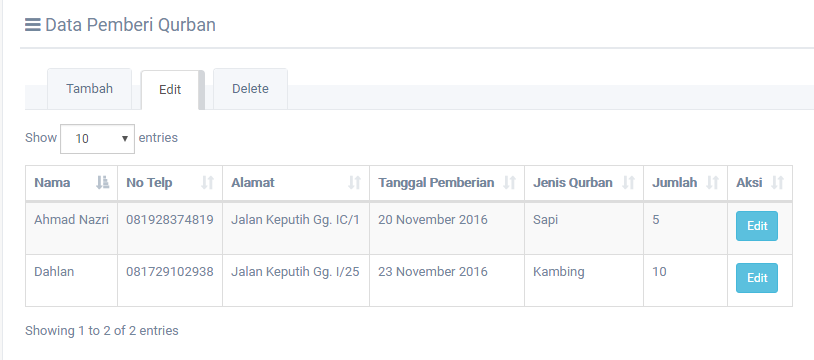 Data Pemberi Qurban
Tambah Edit Delete
Show 10 entries
Nama No Telp Alamat Tanggal Pemberian Jenis Qurban Jumlah Aksi
Ahmad Nazri 081928374819 Jalan Keputih Gg. IC/1 20 November 2016 Sapi 5 Edit
Dahlan 081729102938 Jalan Keputih Gg. I/25 23 November 2016 Kambing 10 Edit
Showing 1 to 2 of 2 entries